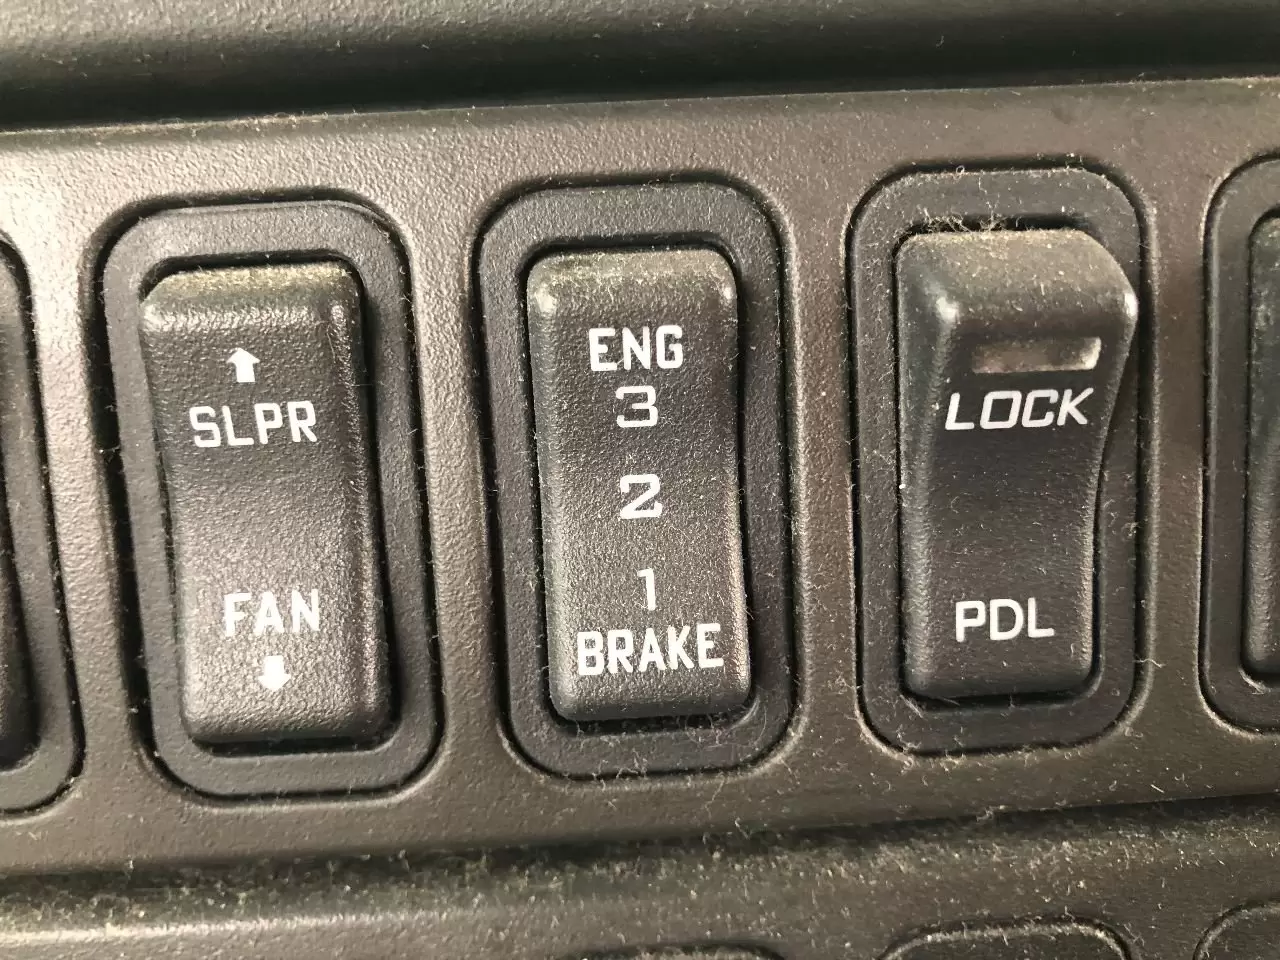 SLPR
FAN
ENG
3
2
1
BRAKE
LOCK
PDL